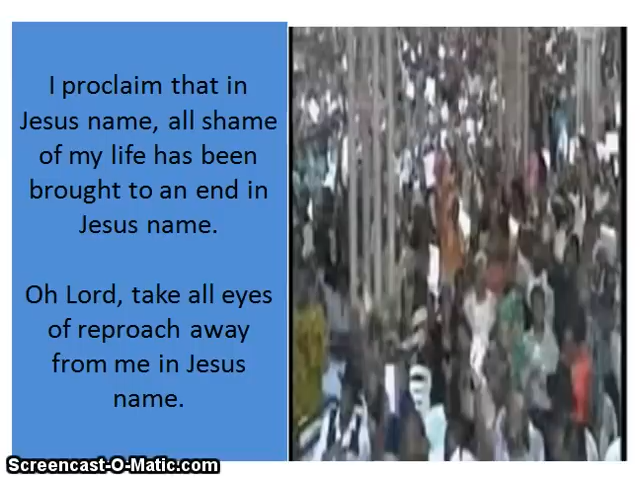 I proclaim that in
Jesus name, all shame
of my life has been
brought to an end in
Jesus name.
Oh Lord, take all eyes
of reproach away
from me in Jesus
name.
Screencast-O-Matic.com